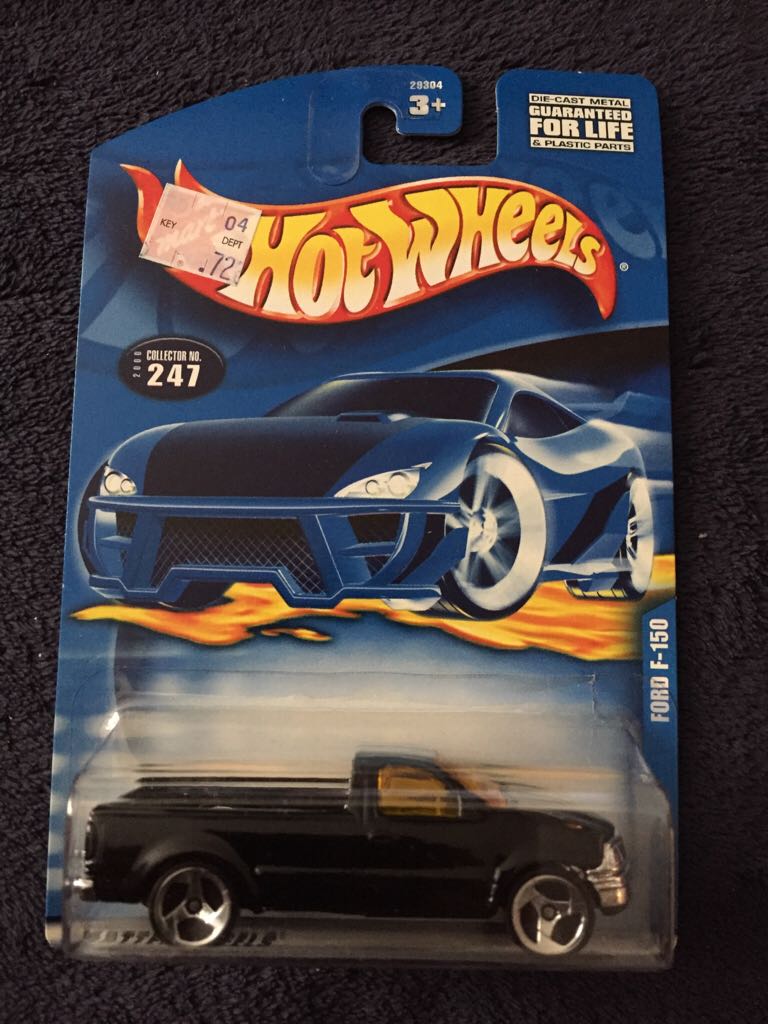 29304
3+
DIE-CAST METAL
GUARANTEED
FOR LIFE
& PLASTIC PARTS
KEY mart 04
DEPT
.72
HOT WHEELS®
2000 COLLECTOR NO.
247
FORD F-150